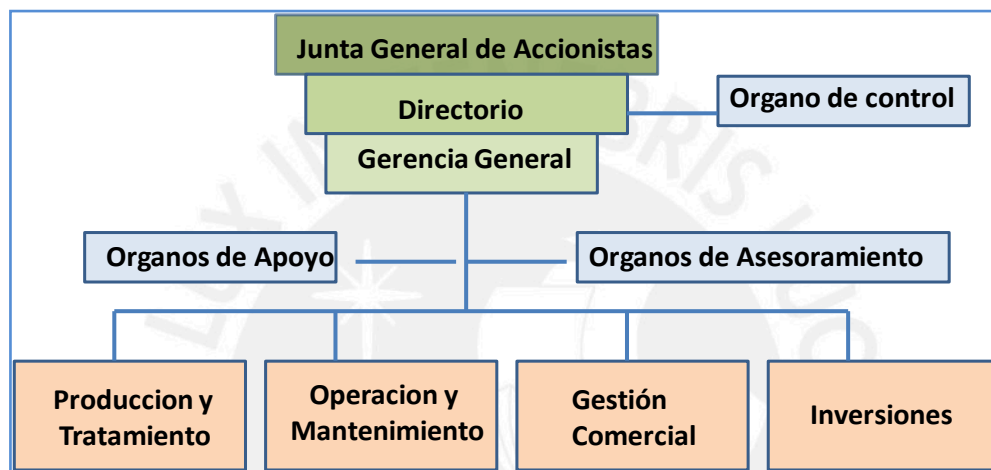 Junta General de Accionistas
Directorio
Organo de control
Gerencia General
Organos de Apoyo
Organos de Asesoramiento
Produccion y
Tratamiento
Operacion y
Mantenimiento
Gestión
Comercial
Inversiones